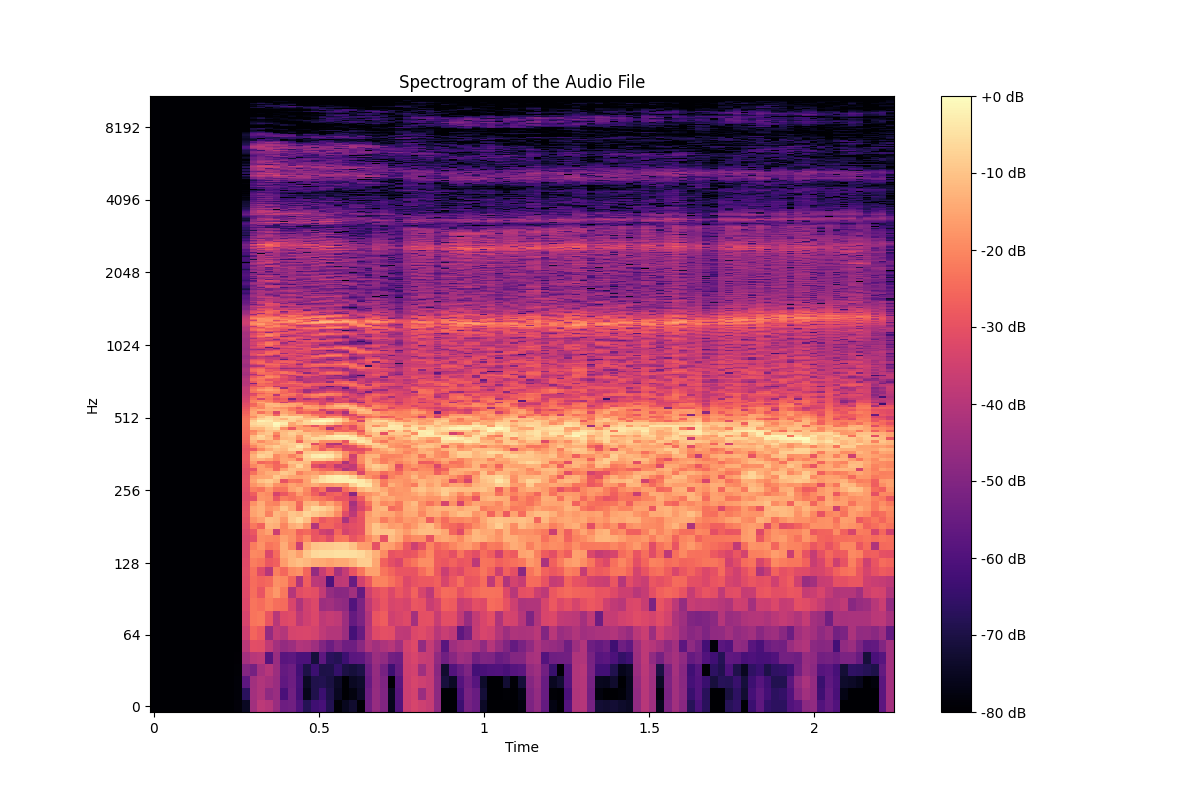 Spectrogram of the Audio File
8192
4096
2048
1024
512
256
128
64
0
Hz
0
0.5
1
1.5
2
Time
+0 dB
-10 dB
-20 dB
-30 dB
-40 dB
-50 dB
-60 dB
-70 dB
-80 dB